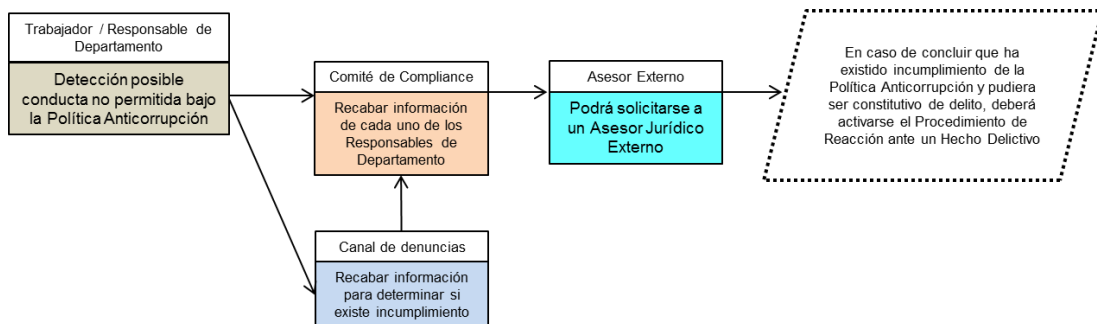 Trabajador / Responsable de
Departamento
Detección posible
conducta no permitida bajo
la Política Anticorrupción
Comité de Compliance
Recabar información
de cada uno de los
Responsables de
Departamento
Asesor Externo
Podrá solicitarse a
un Asesor Jurídico
Externo
En caso de concluir que ha
existido incumplimiento de la
Política Anticorrupción y pudiera
ser constitutivo de delito, deberá
activarse el Procedimiento de
Reacción ante un Hecho Delictivo
Canal de denuncias
Recabar información
para determinar si
existe incumplimiento